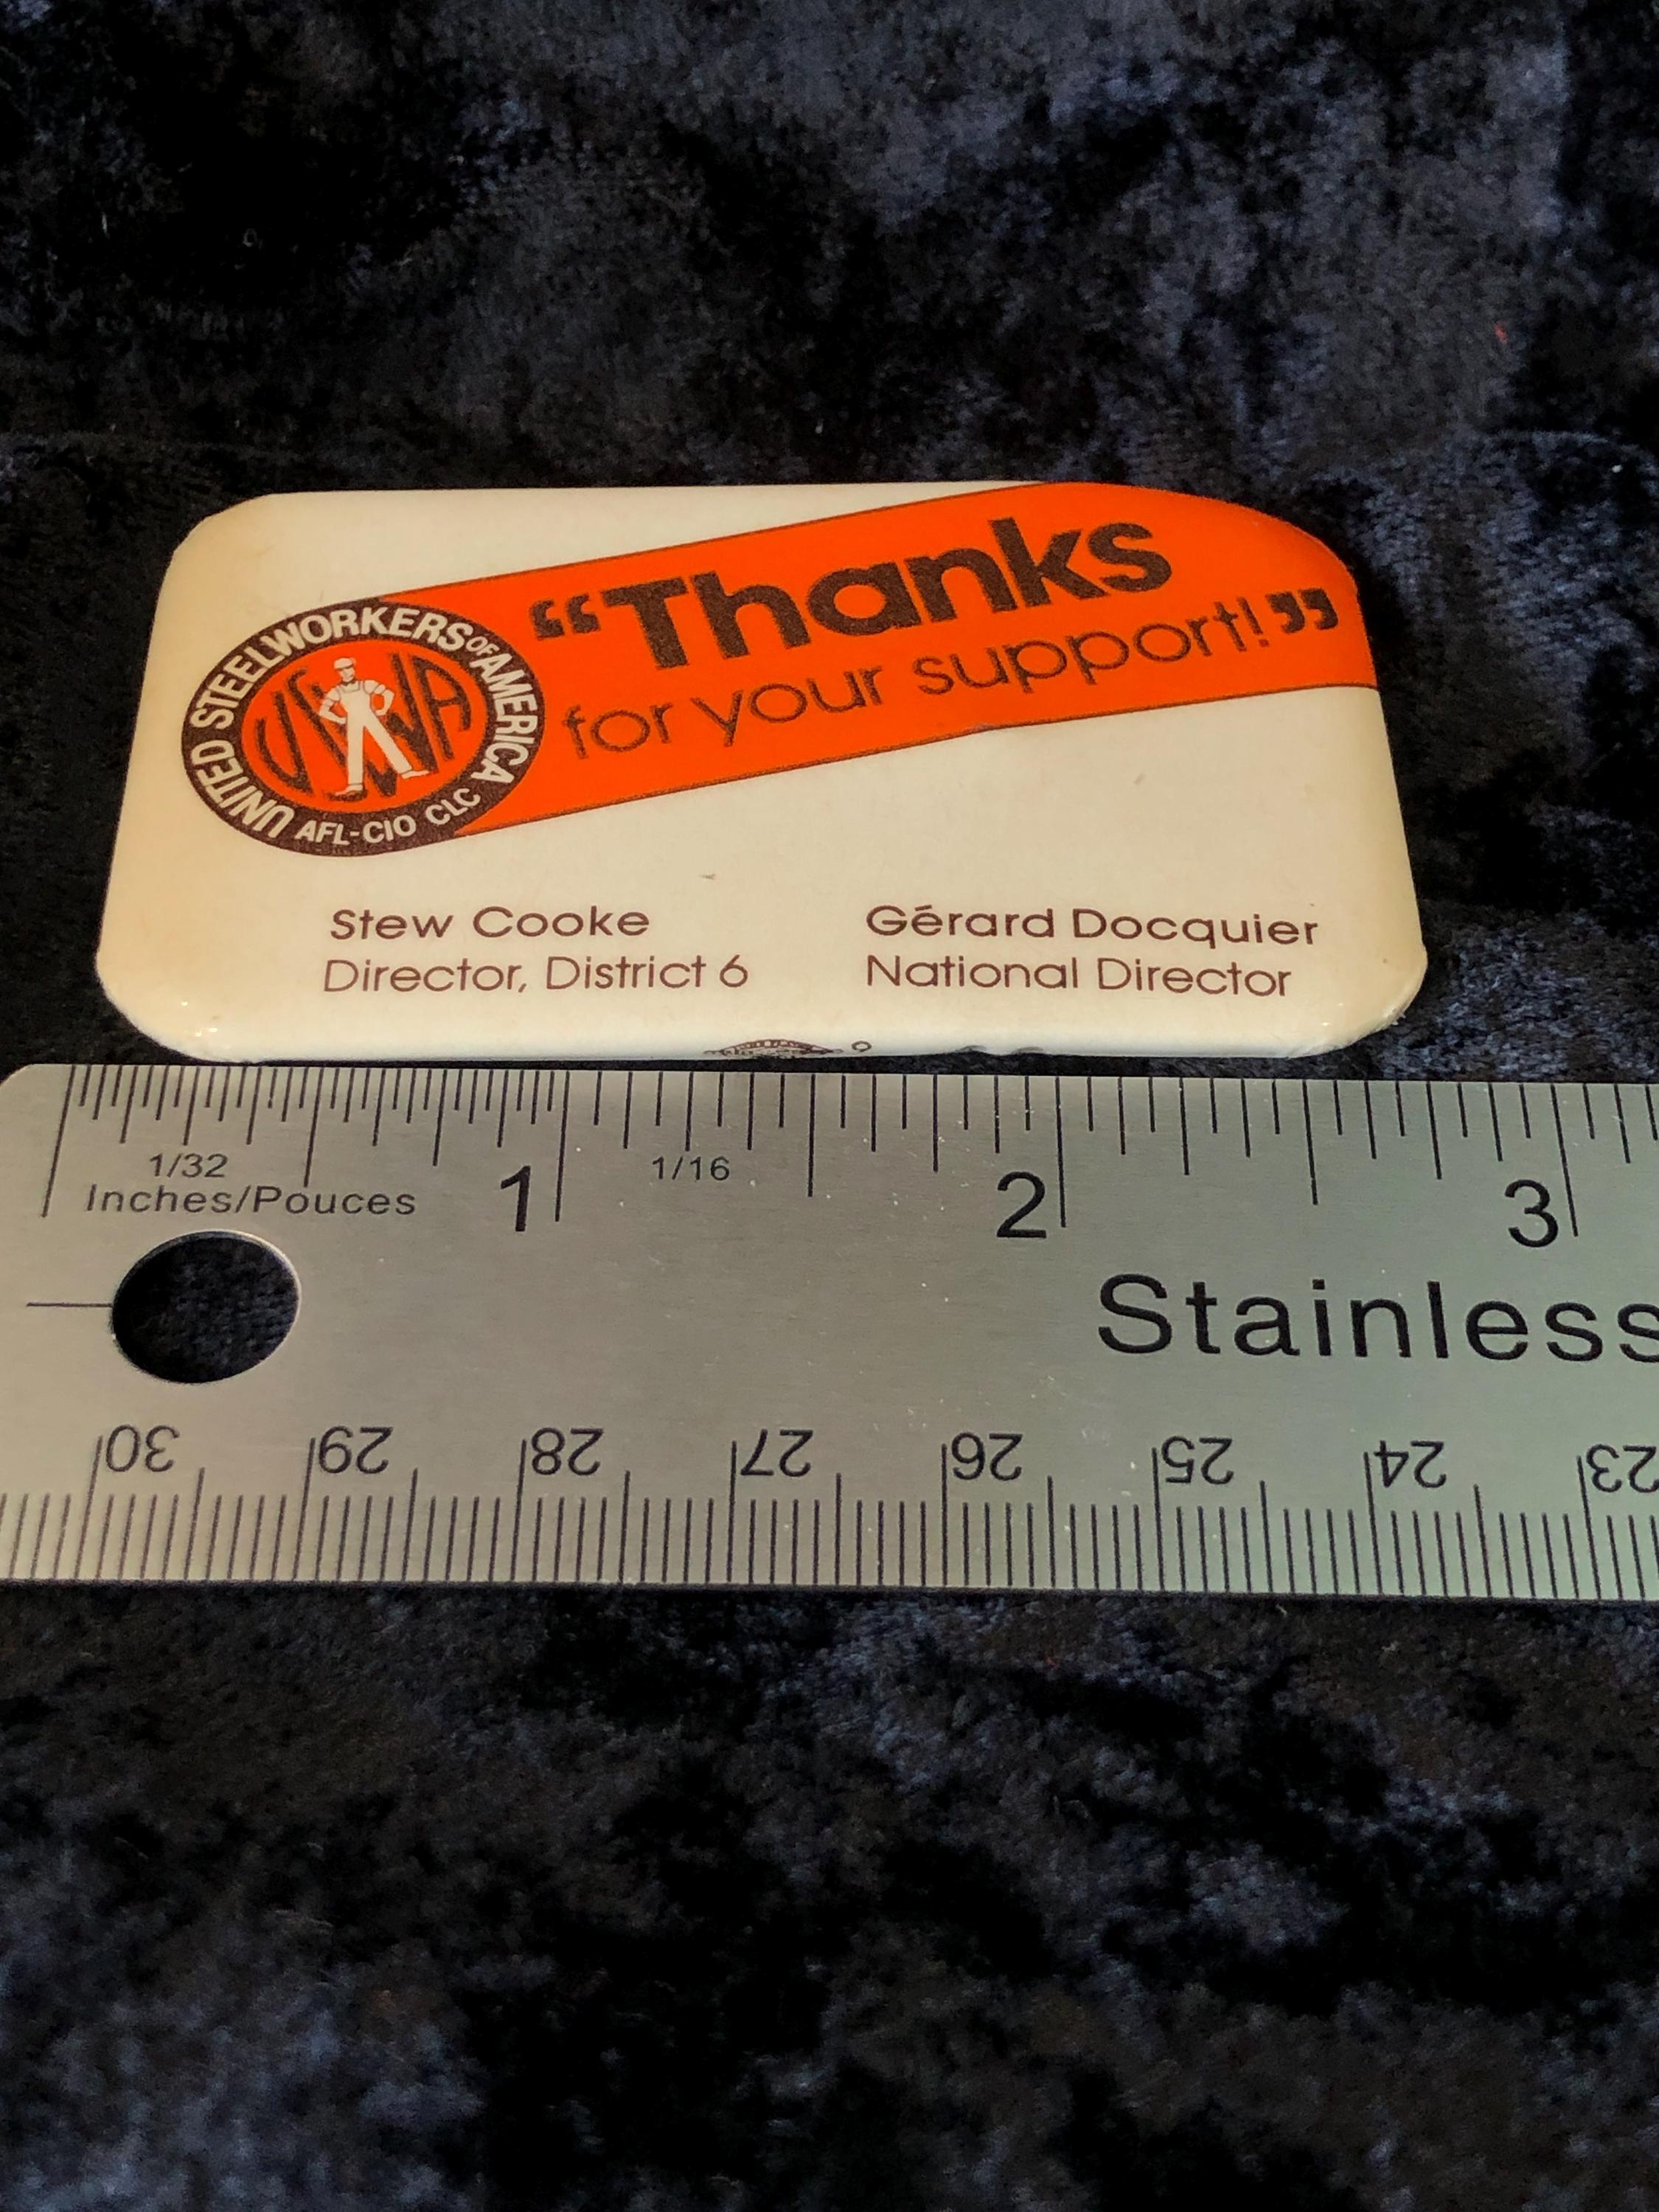 “Thanks
for your support!”
UNITED STEELWORKERS OF AMERICA
AFL-CIO CLC
USWA
Stew Cooke
Director, District 6
Gérard Docquier
National Director
1/32
1/16
Inches/Pouces
1 2 3
Stainless
30 29 28 27 26 25 24 23